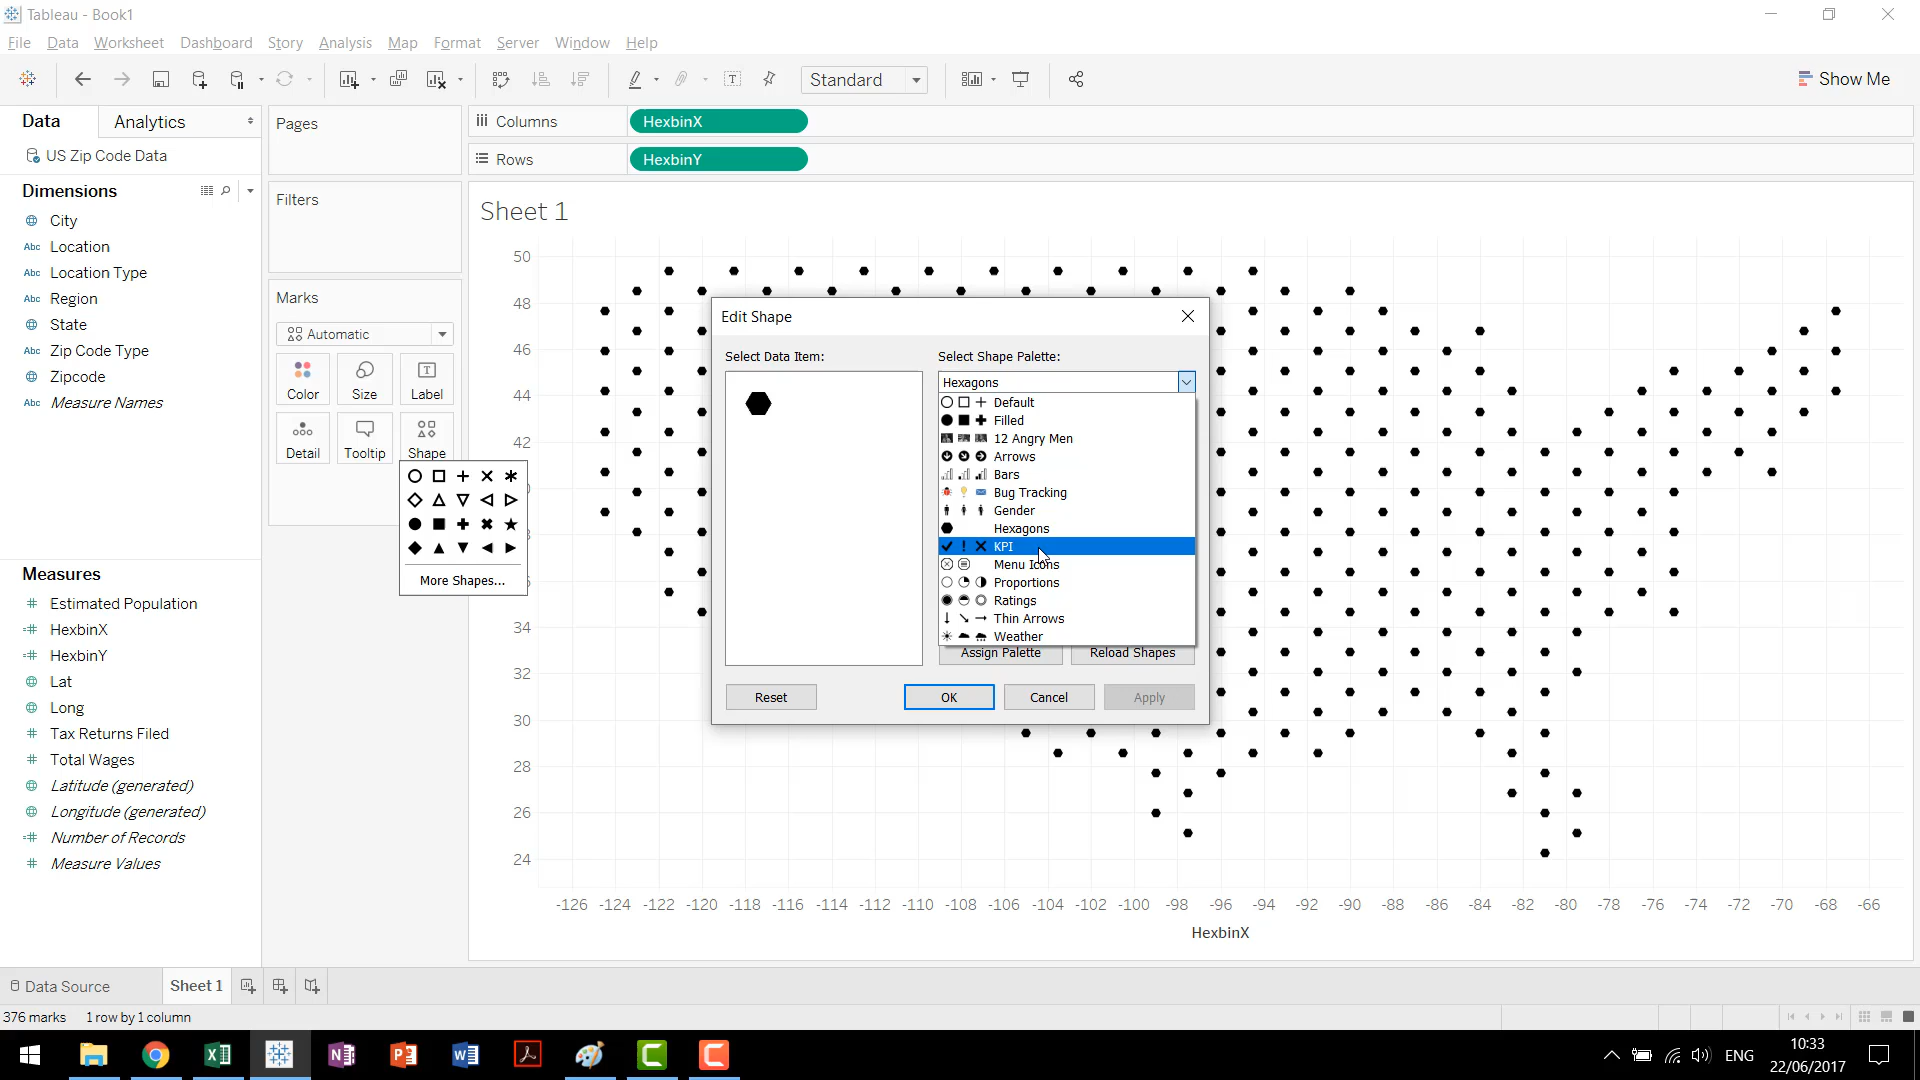 Tableau - Book1
File Data Worksheet Dashboard Story Analysis Map Format Server Window Help
Standard
Show Me
Data
Analytics
US Zip Code Data
Dimensions
City
Abc Location
Abc Location Type
Abc Region
State
Abc Zip Code Type
Zipcode
Abc Measure Names
Measures
Estimated Population
HexbinX
HexbinY
Lat
Long
Tax Returns Filed
Total Wages
Latitude (generated)
Longitude (generated)
Number of Records
Measure Values
Pages
Filters
Marks
Automatic
Color
Size
Label
Detail
Tooltip
Shape
More Shapes...
Columns
HexbinX
Rows
HexbinY
Sheet 1
50
48
46
44
42
34
32
30
28
26
24
-126 -124 -122 -120 -118 -116 -114 -112 -110 -108 -106 -104 -102 -100 -98 -96 -94 -92 -90 -88 -86 -84 -82 -80 -78 -76 -74 -72 -70 -68 -66
HexbinX
Edit Shape
Select Data Item:
Select Shape Palette:
Hexagons
Default
Filled
12 Angry Men
Arrows
Bars
Bug Tracking
Gender
Hexagons
KPI
Menu Icons
Proportions
Ratings
Thin Arrows
Weather
Assign Palette
Reload Shapes
Reset
OK
Cancel
Apply
Data Source
Sheet 1
376 marks
1 row by 1 column
ENG
10:33
22/06/2017